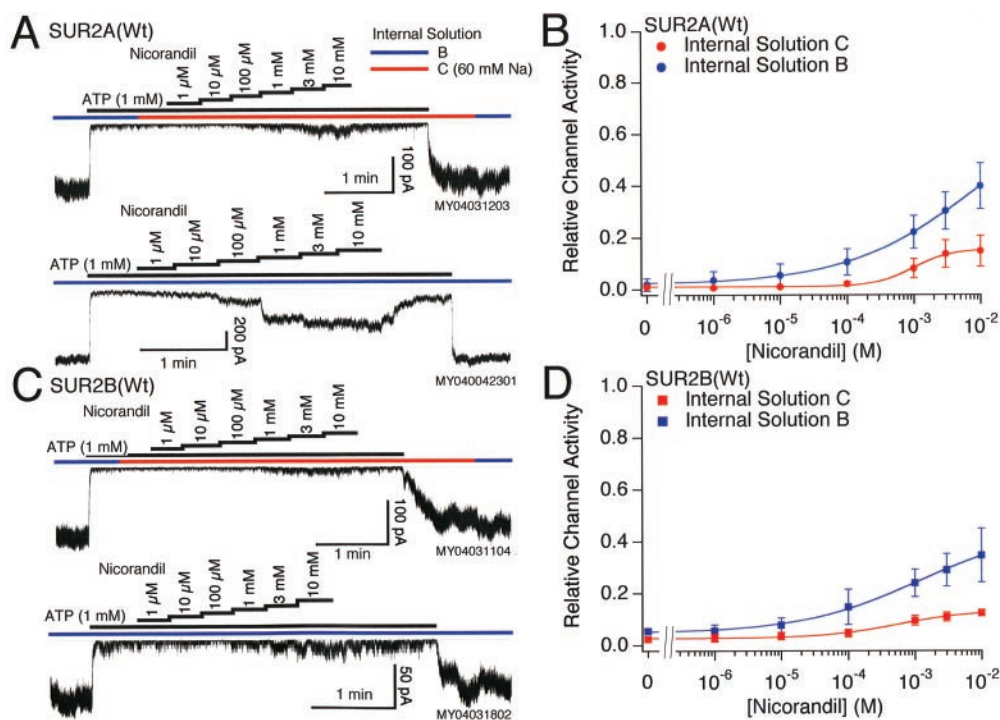 A SUR2A(Wt)
Nicorandil
1 µM
10 µM
100 µM
1 mM
3 mM
10 mM
Internal Solution
B
C (60 mM Na)
ATP (1 mM)
1 min
100 pA
MY04031203
Nicorandil
1 µM
10 µM
100 µM
1 mM
3 mM
10 mM
ATP (1 mM)
1 min
200 pA
MY040042301
B SUR2A(Wt)
Internal Solution C
Internal Solution B
Relative Channel Activity
1.0
0.8
0.6
0.4
0.2
0.0
0 10⁻⁶ 10⁻⁵ 10⁻⁴ 10⁻³ 10⁻²
[Nicorandil] (M)
C SUR2B(Wt)
Nicorandil
1 µM
10 µM
100 µM
1 mM
3 mM
10 mM
ATP (1 mM)
1 min
100 pA
MY04031104
Nicorandil
1 µM
10 µM
100 µM
1 mM
3 mM
10 mM
ATP (1 mM)
1 min
50 pA
MY04031802
D SUR2B(Wt)
Internal Solution C
Internal Solution B
Relative Channel Activity
1.0
0.8
0.6
0.4
0.2
0.0
0 10⁻⁶ 10⁻⁵ 10⁻⁴ 10⁻³ 10⁻²
[Nicorandil] (M)